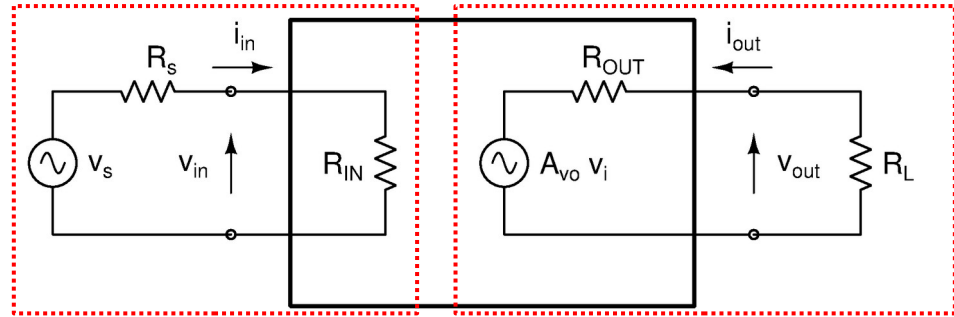 i_in
i_out
R_s
R_OUT
v_s
v_in
R_IN
A_vo v_i
v_out
R_L